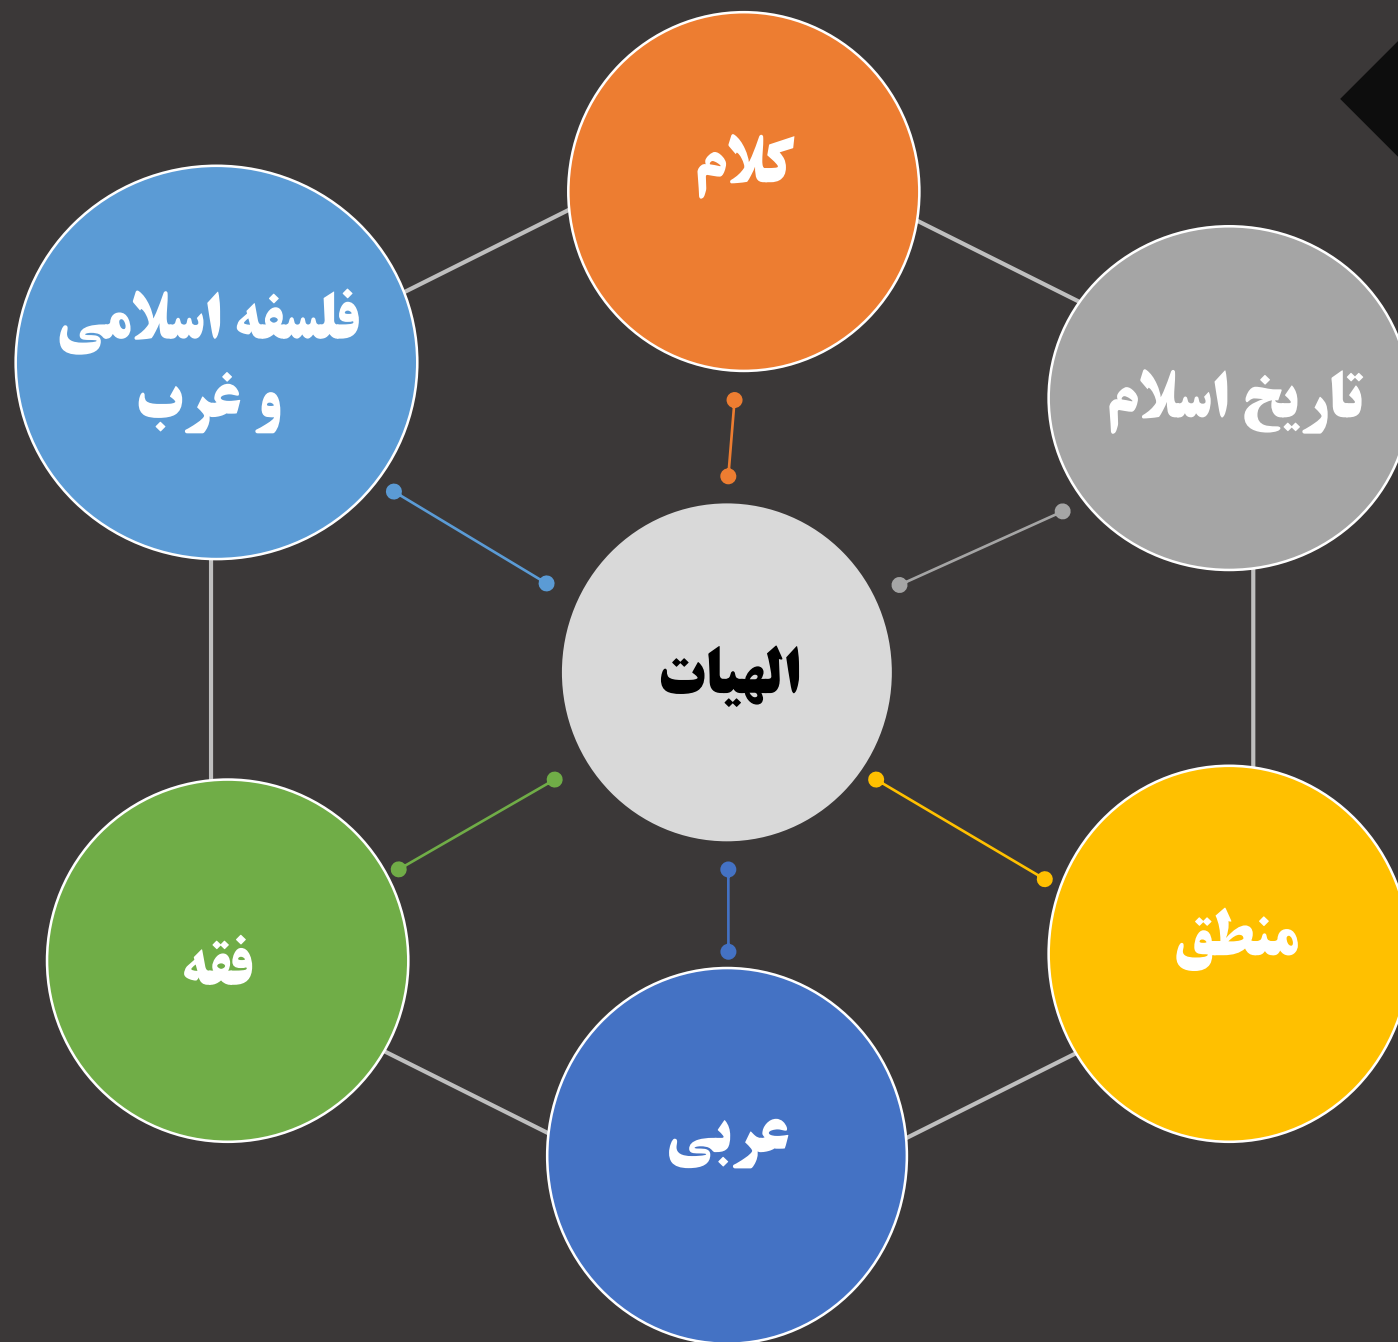 کلام
تاریخ اسلام
فلسفه اسلامی
و غرب
الهیات
منطق
فقه
عربی